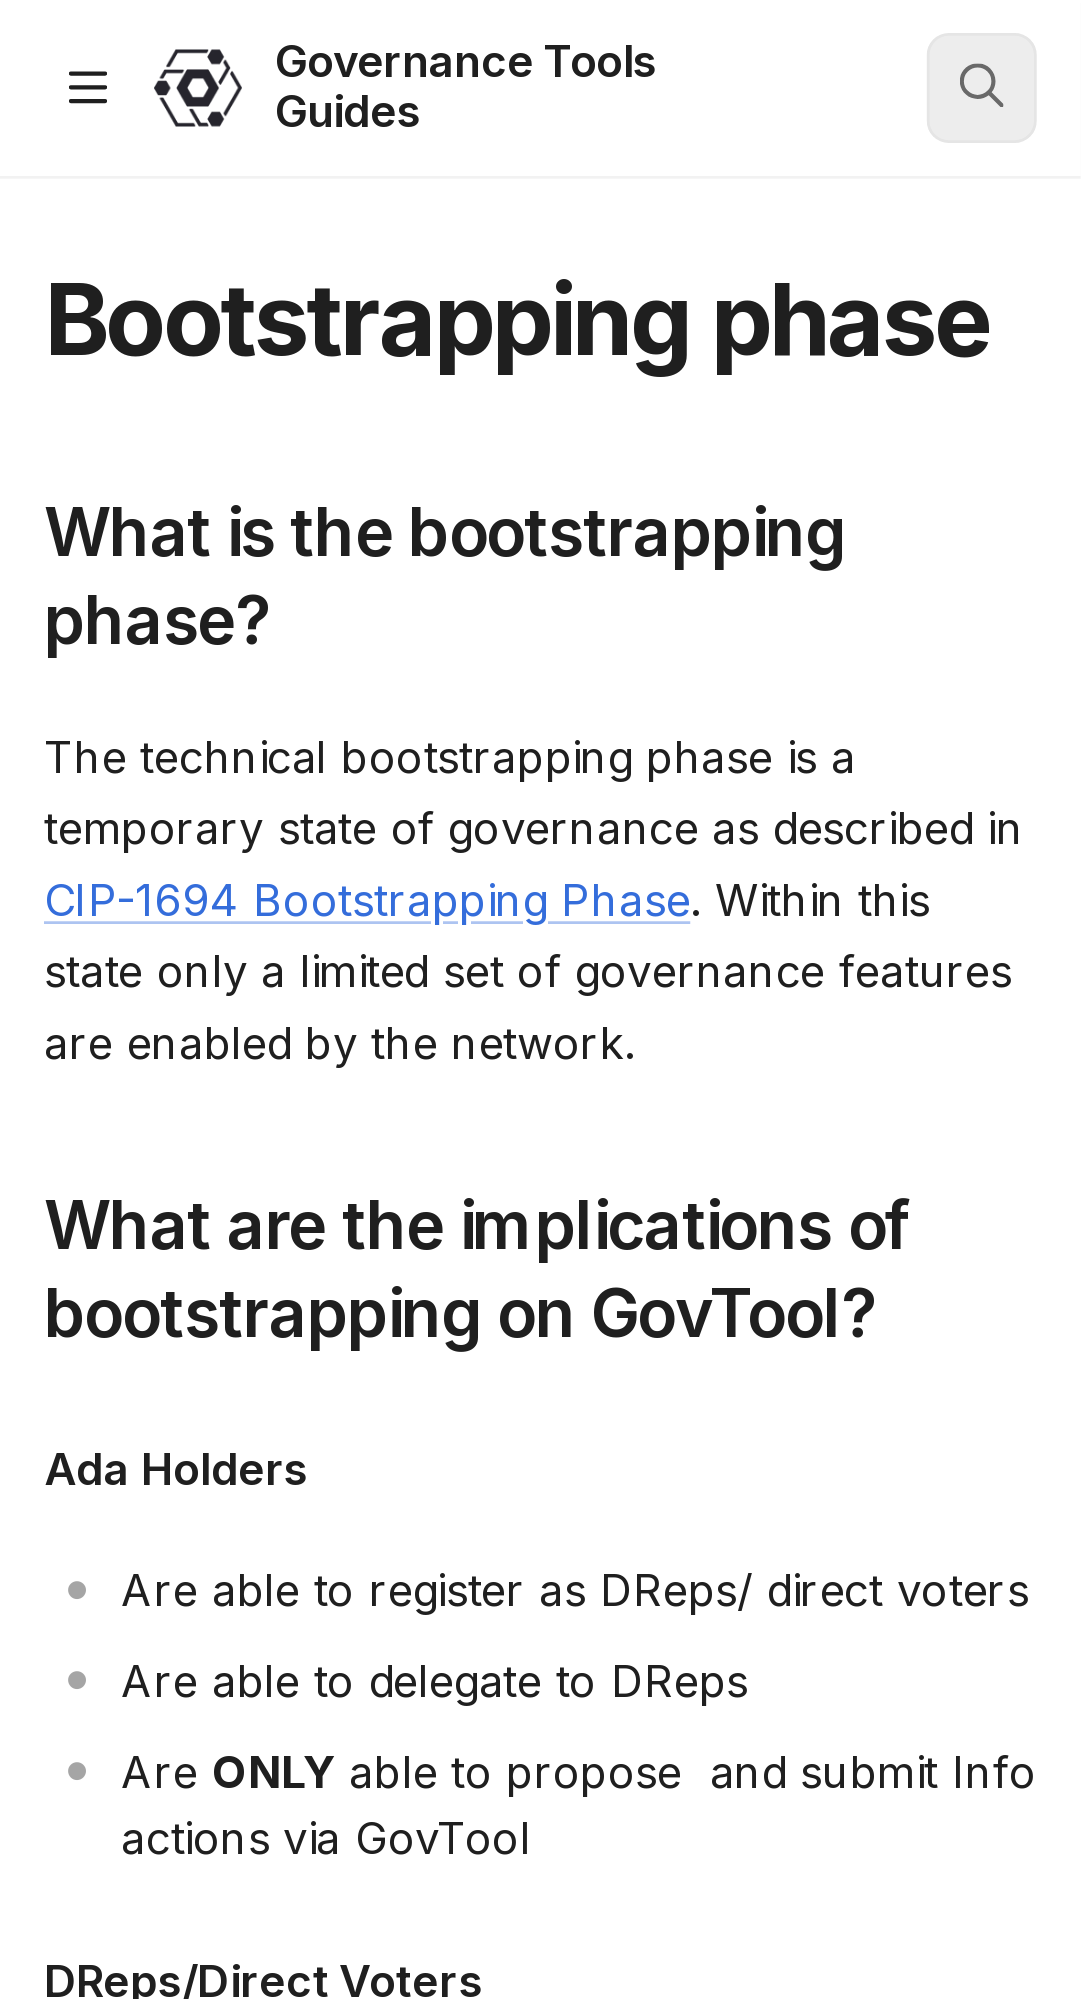 Governance Tools
Guides
Bootstrapping phase
What is the bootstrapping
phase?
The technical bootstrapping phase is a
temporary state of governance as described in
CIP-1694 Bootstrapping Phase. Within this
state only a limited set of governance features
are enabled by the network.
What are the implications of
bootstrapping on GovTool?
Ada Holders
Are able to register as DReps/ direct voters
Are able to delegate to DReps
Are ONLY able to propose  and submit Info
actions via GovTool
DReps/Direct Voters